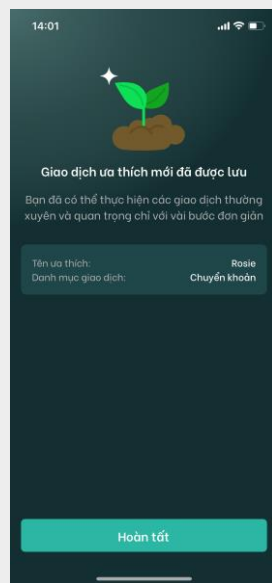 14:01
Giao dịch ưa thích mới đã được lưu
Bạn đã có thể thực hiện các giao dịch thường
xuyên và quan trọng chỉ với vài bước đơn giản
Tên ưa thích: Rosie
Danh mục giao dịch: Chuyển khoản
Hoàn tất